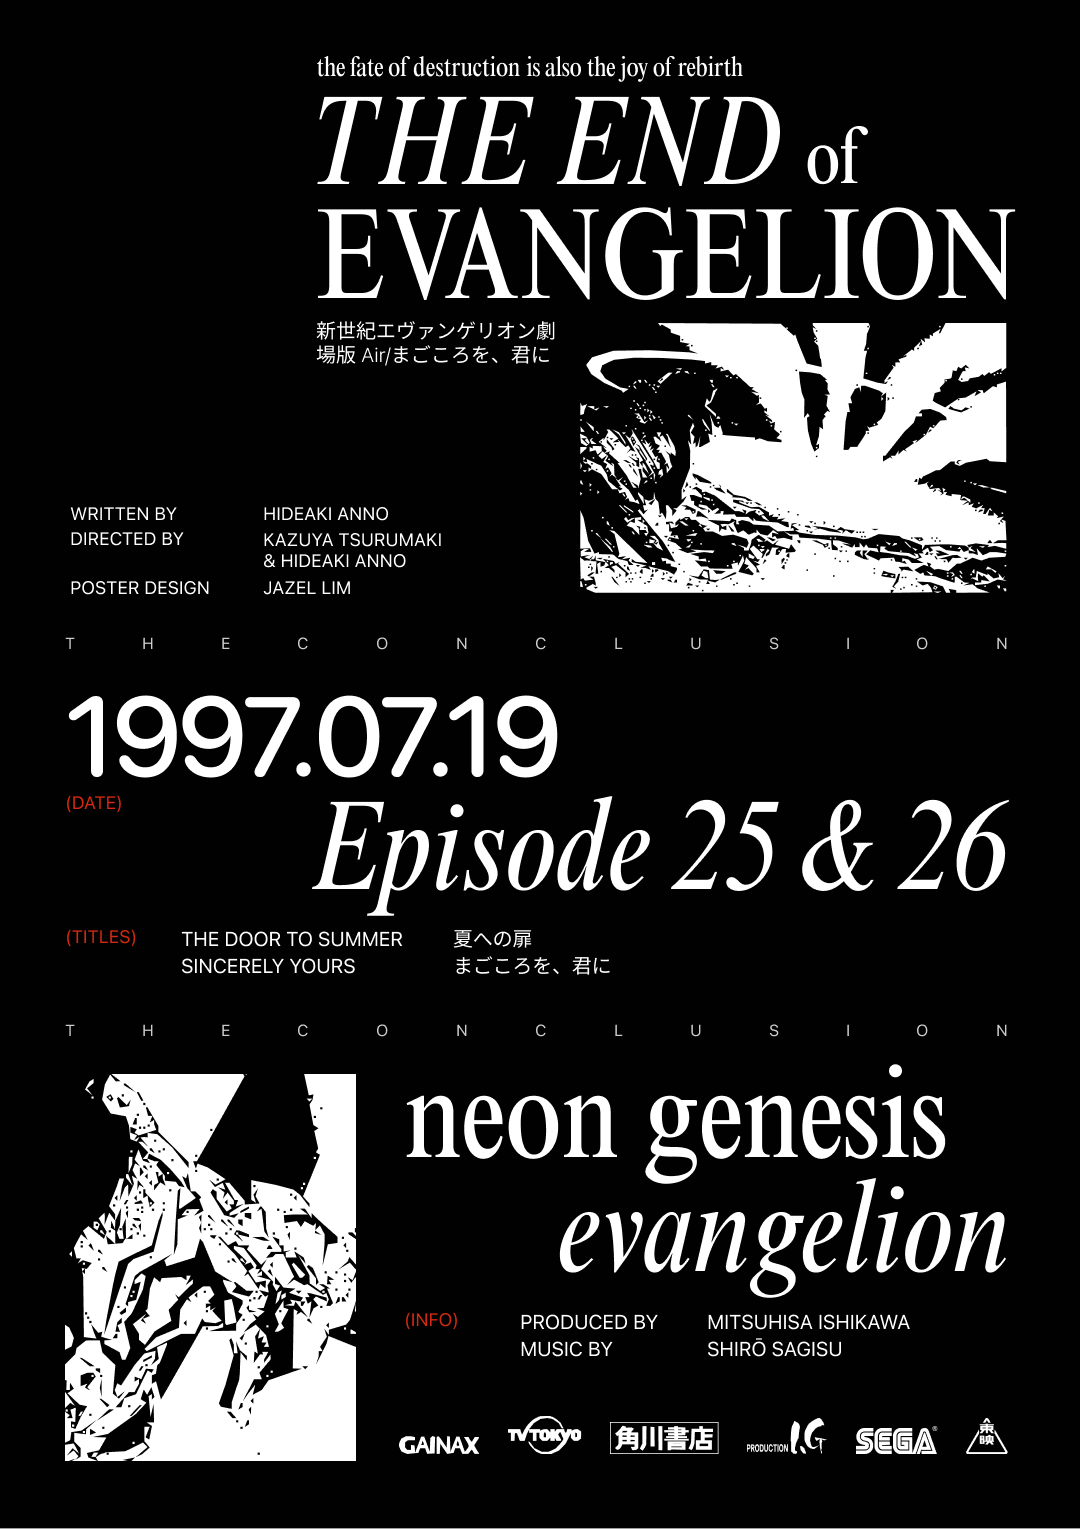 the fate of destruction is also the joy of rebirth
THE END of
EVANGELION
新世紀エヴァンゲリオン劇
場版 Air/まごころを、君に
WRITTEN BY HIDEAKI ANNO
DIRECTED BY KAZUYA TSURUMAKI
& HIDEAKI ANNO
POSTER DESIGN JAZEL LIM
T H E C O N C L U S I O N
1997.07.19
(DATE)
Episode 25 & 26
(TITLES) THE DOOR TO SUMMER 夏への扉
SINCERELY YOURS まごころを、君に
T H E C O N C L U S I O N
neon genesis
evangelion
(INFO) PRODUCED BY MITSUHISA ISHIKAWA
MUSIC BY SHIRŌ SAGISU
GAINAX TV TOKYO 角川書店 PRODUCTION I.G SEGA® 東映